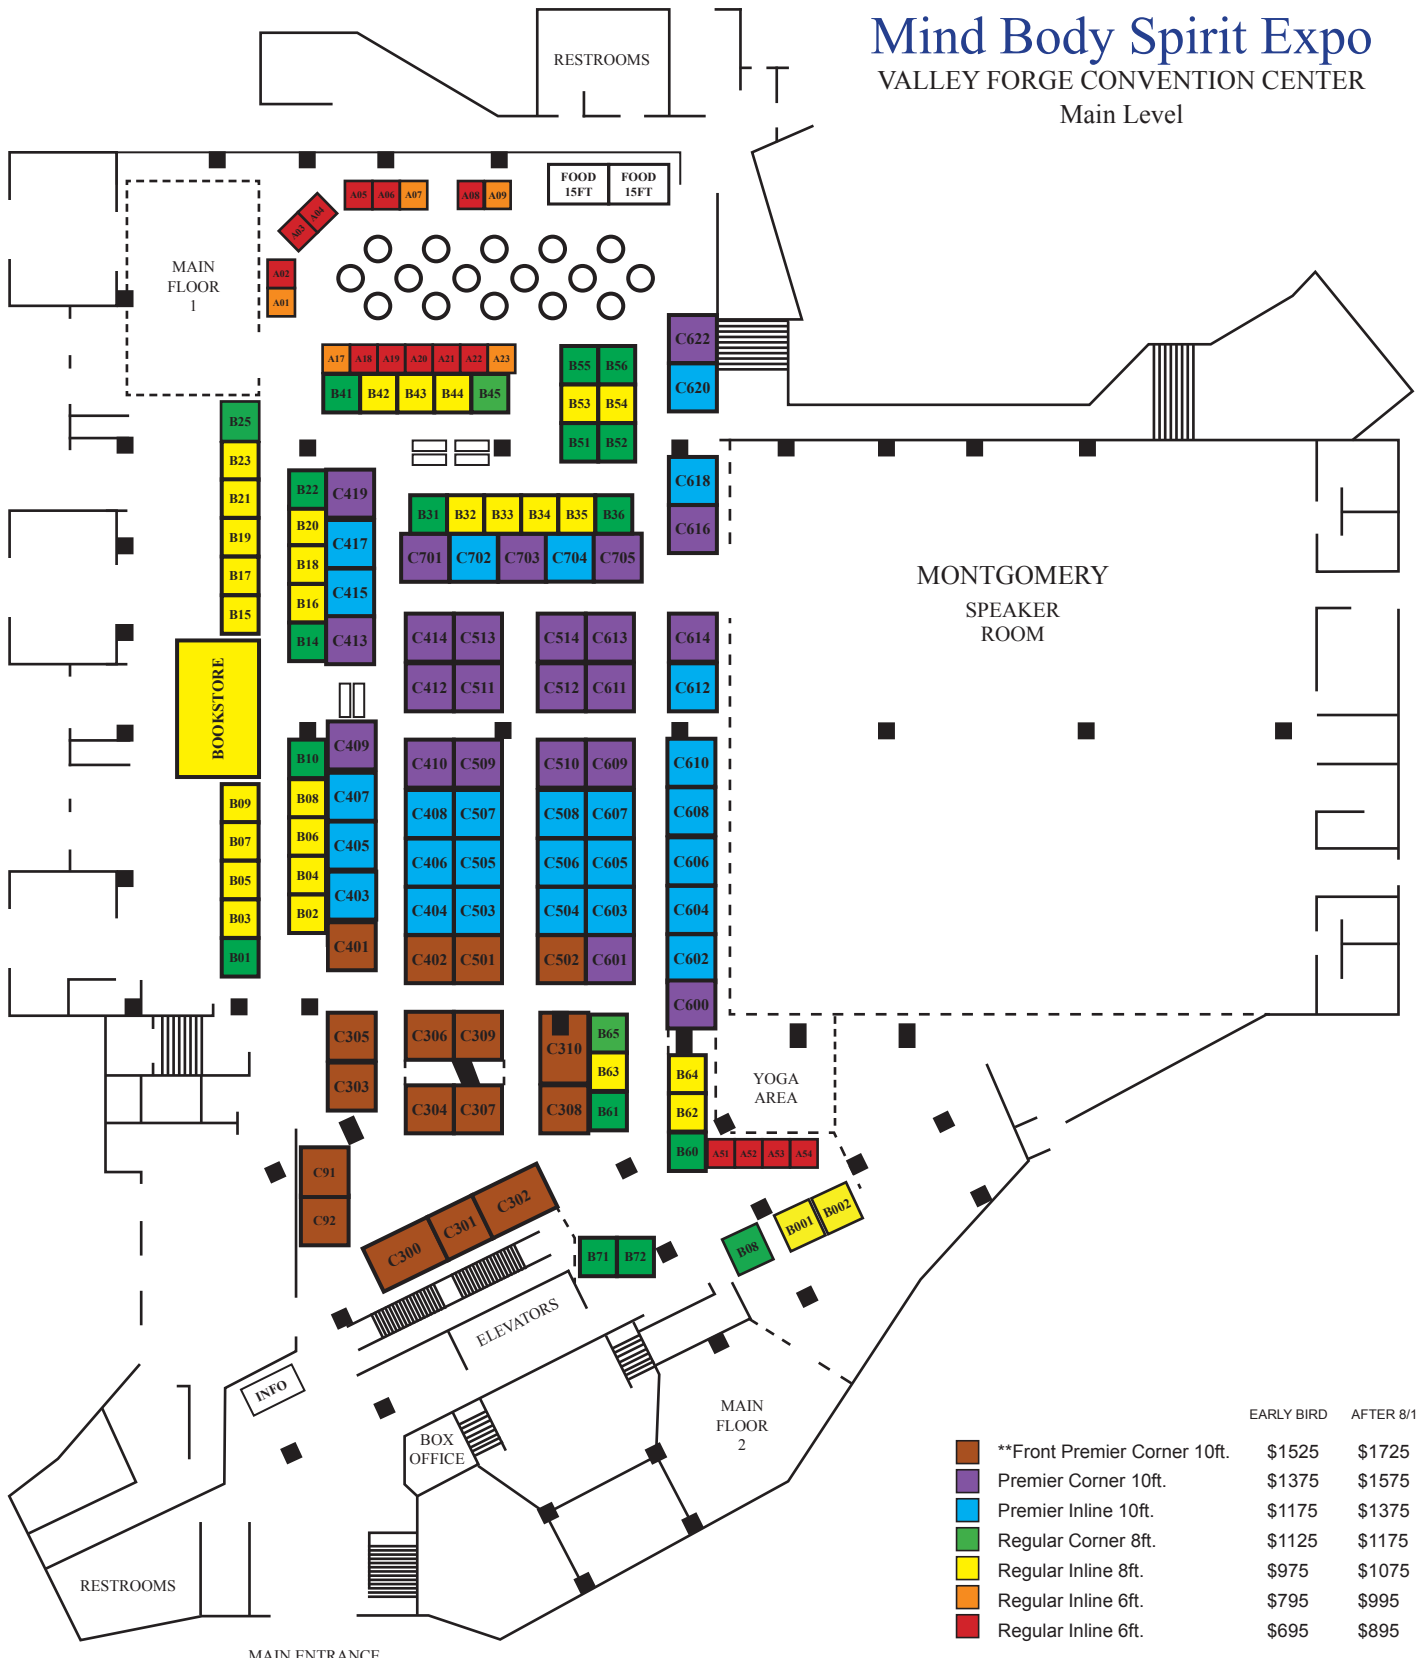 Mind Body Spirit Expo
VALLEY FORGE CONVENTION CENTER
Main Level
RESTROOMS
FOOD
15FT
FOOD
15FT
A05 A06 A07
A08 A09
A03 A04
MAIN
FLOOR
1
A02
A01
C622
C620
A17 A18 A19 A20 A21 A22 A23
B41 B42 B43 B44 B45
B55 B56
B53 B54
B51 B52
B25
B23
B21
B19
B17
B15
B22
B20
B18
B16
B14
C419
C417
C415
C413
B31 B32 B33 B34 B35 B36
C701 C702 C703 C704 C705
C618
C616
MONTGOMERY
SPEAKER
ROOM
C414 C513
C412 C511
C514 C613
C512 C611
C614
C612
BOOKSTORE
B09
B07
B05
B03
B01
B10
B08
B06
B04
B02
C409
C407
C405
C403
C401
C410 C509
C408 C507
C406 C505
C404 C503
C402 C501
C510 C609
C508 C607
C506 C605
C504 C603
C502 C601
C610
C608
C606
C604
C602
C600
C305
C303
C306 C309
C304 C307
C310
C308
B65
B63
B61
B64
B62
B60
YOGA
AREA
A51 A52 A53 A54
C91
C92
C300 C301 C302
B71 B72
B08
B001 B002
ELEVATORS
INFO
BOX
OFFICE
MAIN
FLOOR
2
RESTROOMS
MAIN ENTRANCE
EARLY BIRD AFTER 8/1
**Front Premier Corner 10ft. $1525 $1725
Premier Corner 10ft. $1375 $1575
Premier Inline 10ft. $1175 $1375
Regular Corner 8ft. $1125 $1175
Regular Inline 8ft. $975 $1075
Regular Inline 6ft. $795 $995
Regular Inline 6ft. $695 $895